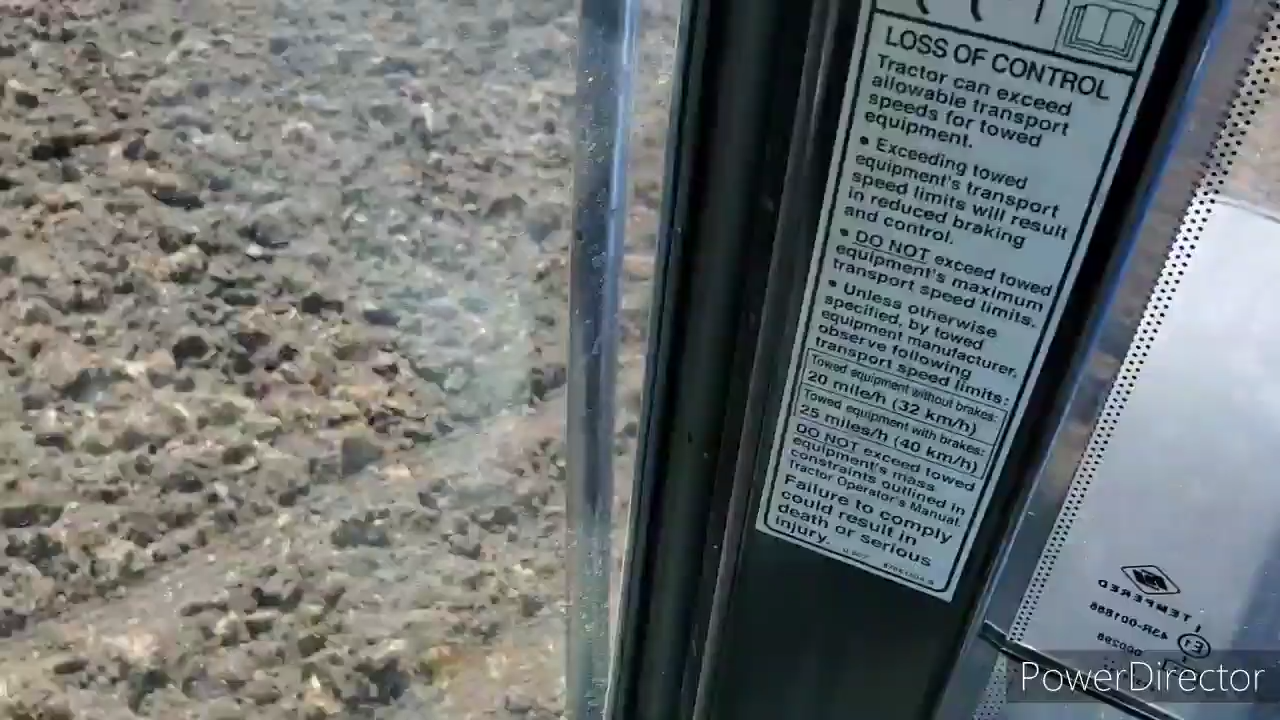 LOSS OF CONTROL
Tractor can exceed
allowable transport
speeds for towed
equipment.
• Exceeding towed
equipment's transport
speed limits will result
in reduced braking
and control.
• DO NOT exceed towed
equipment's maximum
transport speed limits.
• Unless otherwise
specified, by towed
equipment manufacturer,
observe following
transport speed limits:
Towed equipment without brakes:
20 mile/h (32 km/h)
Towed equipment with brakes:
25 miles/h (40 km/h)
DO NOT exceed towed
equipment's mass
constraints outlined in
Tractor Operator's Manual.
Failure to comply
could result in
death or serious
injury.
TEMPERED
43R-001588
E1
000298
PowerDirector